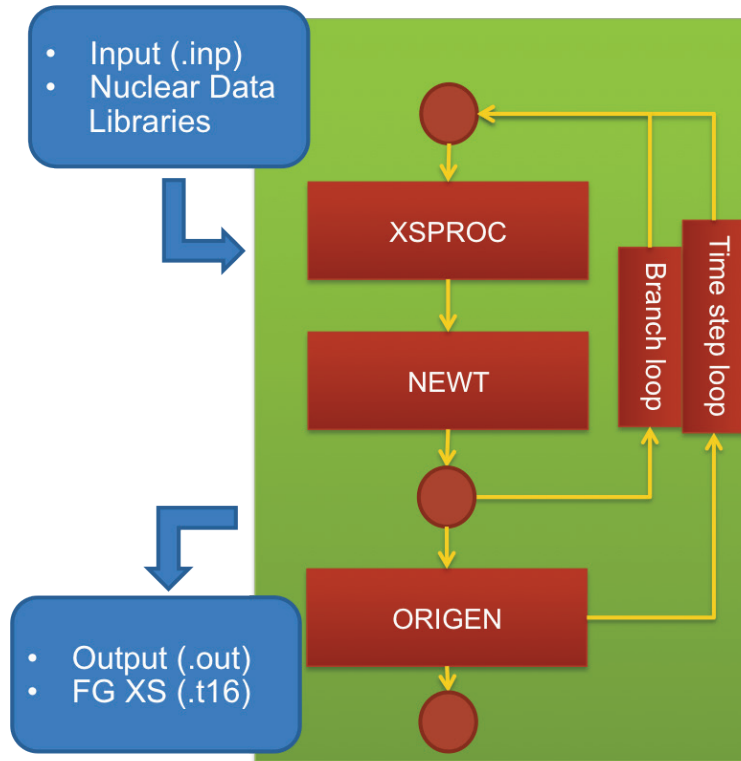 • Input (.inp)
• Nuclear Data
Libraries
XSPROC
NEWT
Branch loop
Time step loop
ORIGEN
• Output (.out)
• FG XS (.t16)